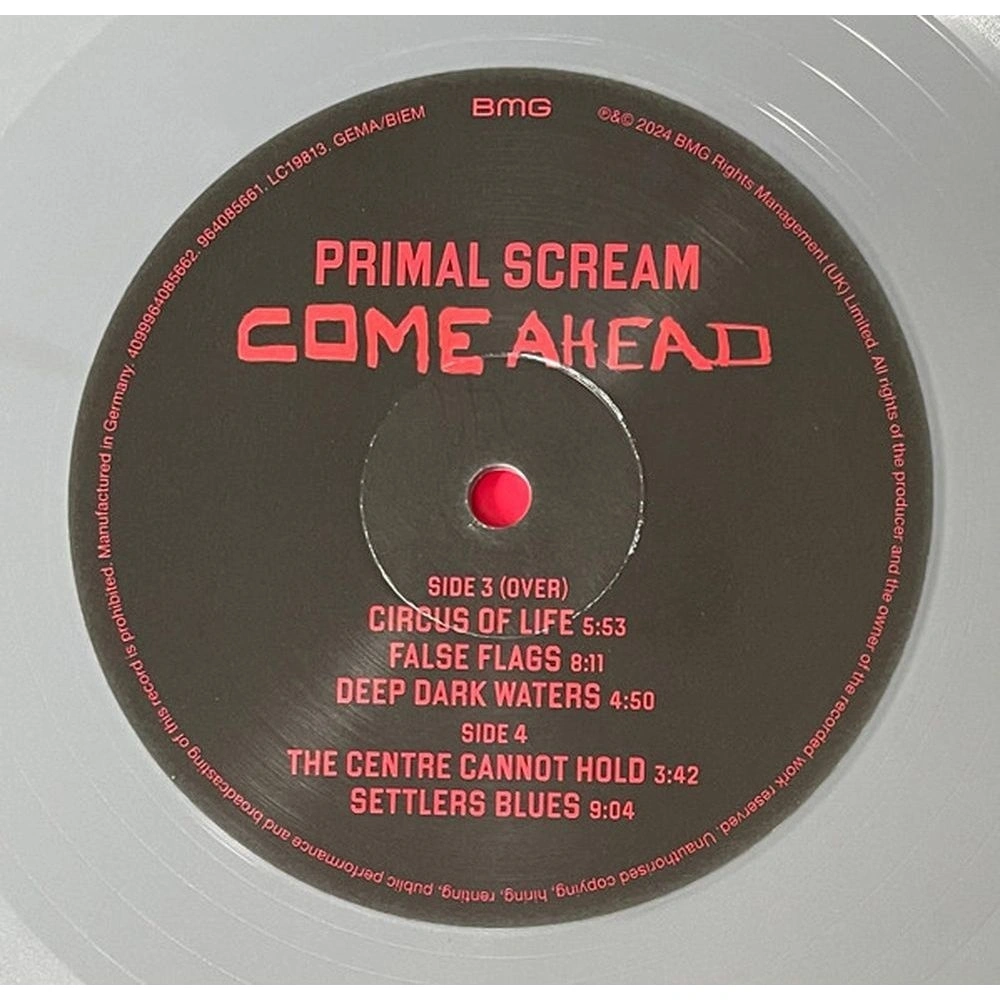 BMG
PRIMAL SCREAM
COME AHEAD
SIDE 3 (OVER)
CIRCUS OF LIFE 5:53
FALSE FLAGS 8:11
DEEP DARK WATERS 4:50
SIDE 4
THE CENTRE CANNOT HOLD 3:42
SETTLERS BLUES 9:04
℗&© 2024 BMG Rights Management (UK) Limited. All rights of the producer and the owner of the recorded work reserved. Unauthorised copying, hiring, renting, public performance and broadcasting of this record is prohibited. Manufactured in Germany. 4099964085662. 964085661. LC19813. GEMA/BIEM